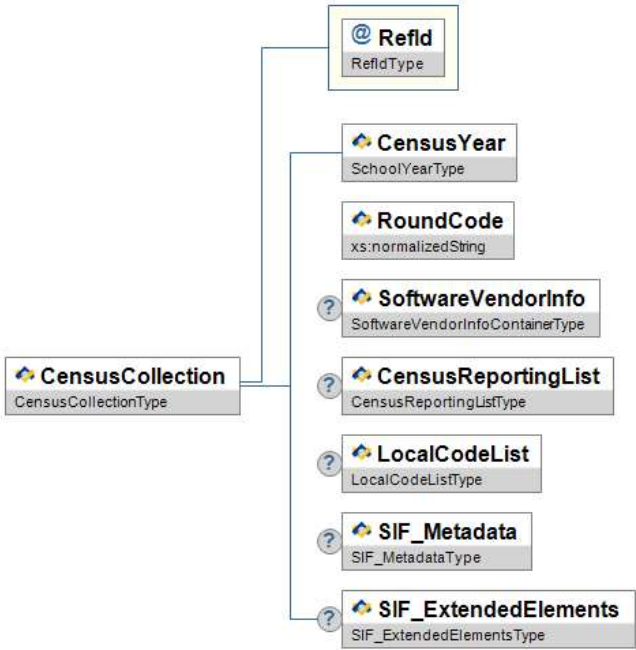 @ RefId
RefIdType
CensusYear
SchoolYearType
RoundCode
xs:normalizedString
? SoftwareVendorInfo
SoftwareVendorInfoContainerType
CensusCollection
CensusCollectionType
? CensusReportingList
CensusReportingListType
? LocalCodeList
LocalCodeListType
? SIF_Metadata
SIF_MetadataType
? SIF_ExtendedElements
SIF_ExtendedElementsType